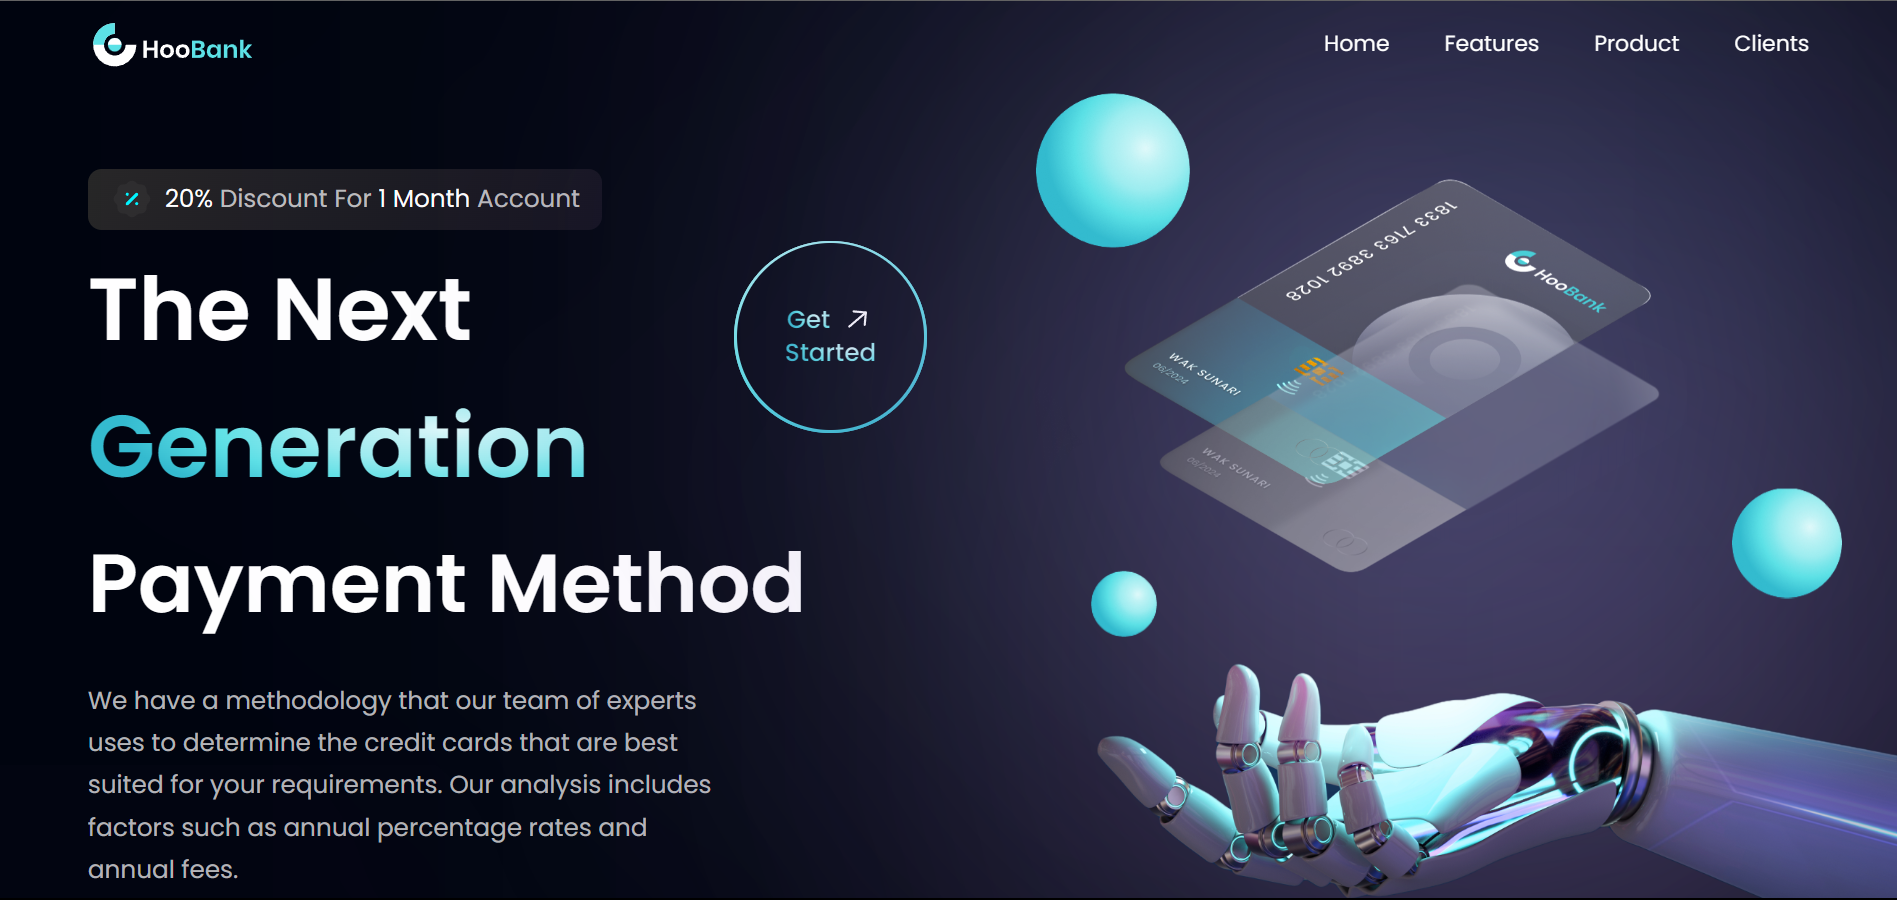 HooBank
Home Features Product Clients
20% Discount For 1 Month Account
The Next
Generation
Payment Method
Get
Started
We have a methodology that our team of experts
uses to determine the credit cards that are best
suited for your requirements. Our analysis includes
factors such as annual percentage rates and
annual fees.
1833 7163 3892 1028
HooBank
WAK SUNARI
08/2024
WAK SUNARI
08/2024